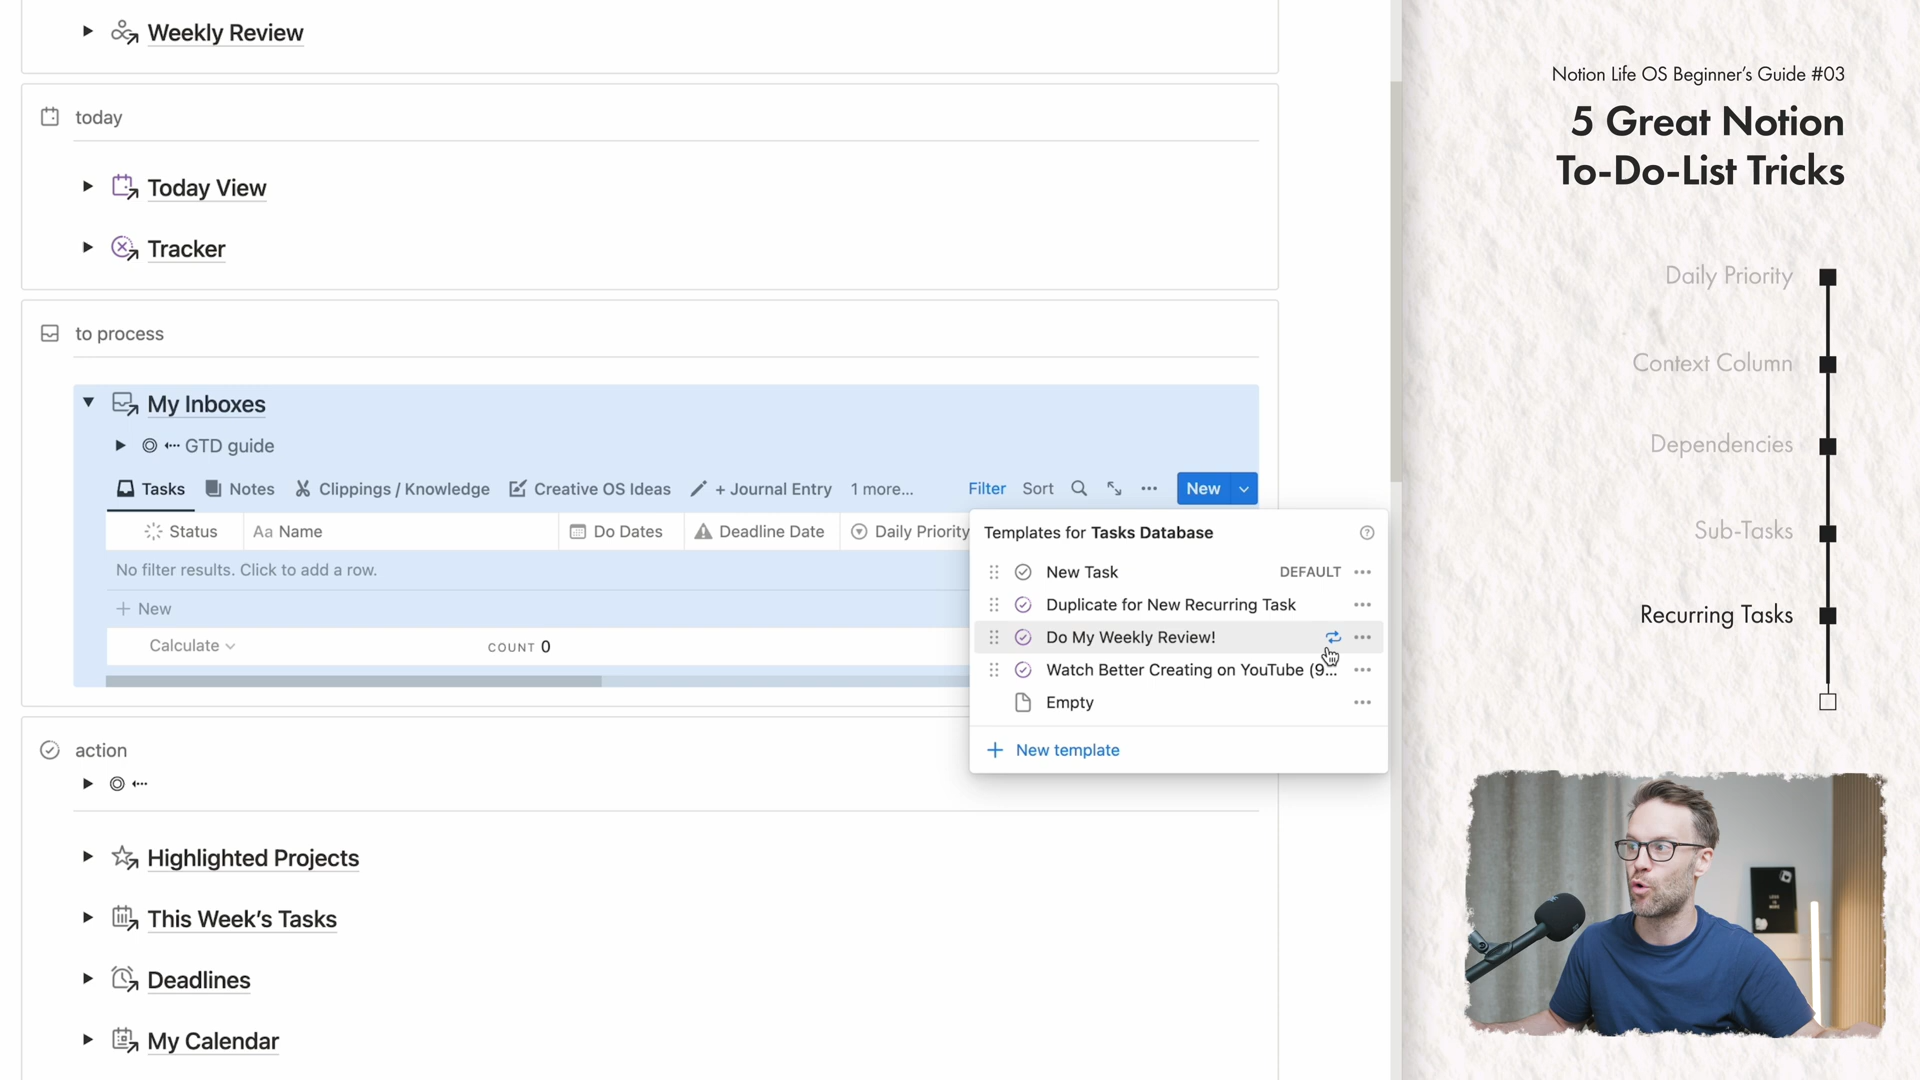 Weekly Review
today
Today View
Tracker
to process
My Inboxes
GTD guide
Tasks Notes Clippings / Knowledge Creative OS Ideas + Journal Entry 1 more... Filter Sort New
Status Aa Name Do Dates Deadline Date Daily Priority
No filter results. Click to add a row.
+ New
Calculate COUNT 0
Templates for Tasks Database
New Task DEFAULT
Duplicate for New Recurring Task
Do My Weekly Review!
Watch Better Creating on YouTube (9...
Empty
+ New template
action
Highlighted Projects
This Week's Tasks
Deadlines
My Calendar
Notion Life OS Beginner's Guide #03
5 Great Notion
To-Do-List Tricks
Daily Priority
Context Column
Dependencies
Sub-Tasks
Recurring Tasks